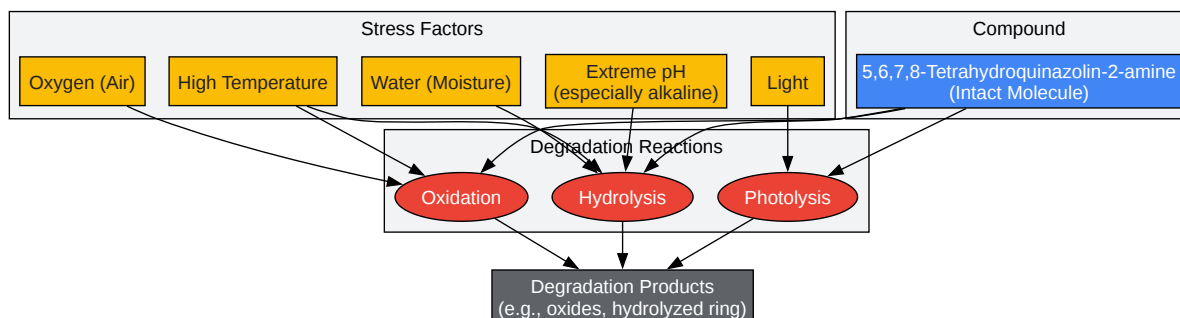 Stress Factors
Compound
Oxygen (Air)
High Temperature
Water (Moisture)
Extreme pH
(especially alkaline)
Light
5,6,7,8-Tetrahydroquinazolin-2-amine
(Intact Molecule)
Degradation Reactions
Oxidation
Hydrolysis
Photolysis
Degradation Products
(e.g., oxides, hydrolyzed ring)